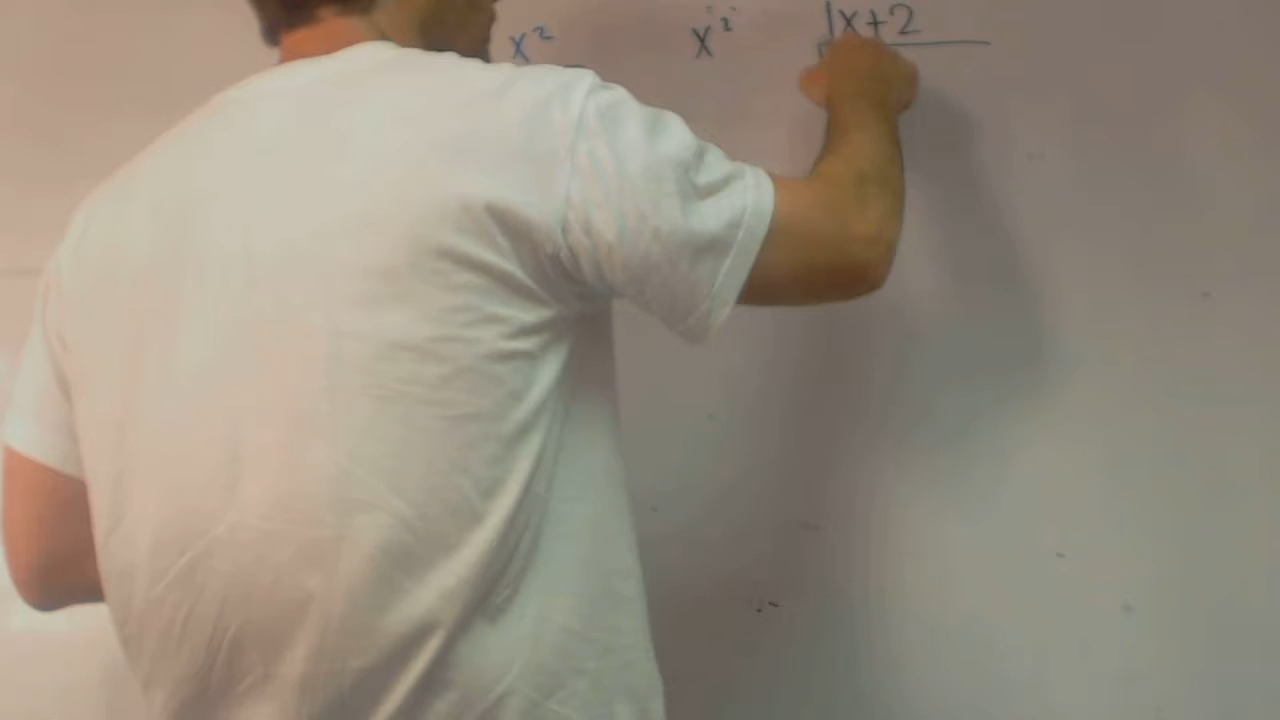 x² x² |x+2